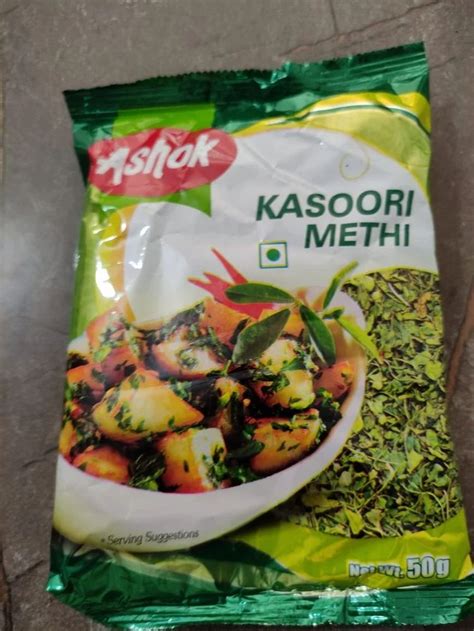 Ashok
KASOORI
METHI
* Serving Suggestions
Net Wt. 50g